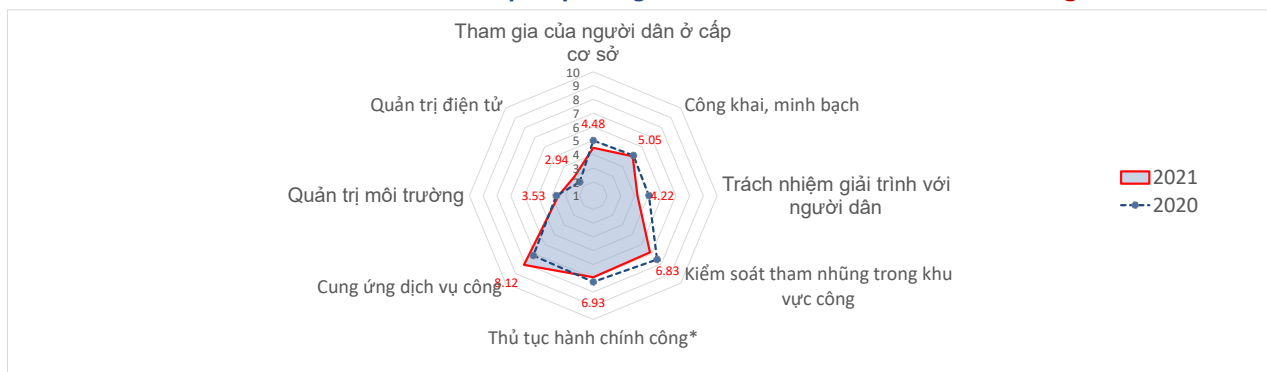 Tham gia của người dân ở cấp
cơ sở
10
9
8
7
6
5
4
3
2
1
Quản trị điện tử
Công khai, minh bạch
4.48
5.05
2.94
Quản trị môi trường
3.53
4.22
Trách nhiệm giải trình với
người dân
2021
2020
6.83
Kiểm soát tham nhũng trong khu
vực công
Cung ứng dịch vụ công
8.12
6.93
Thủ tục hành chính công*